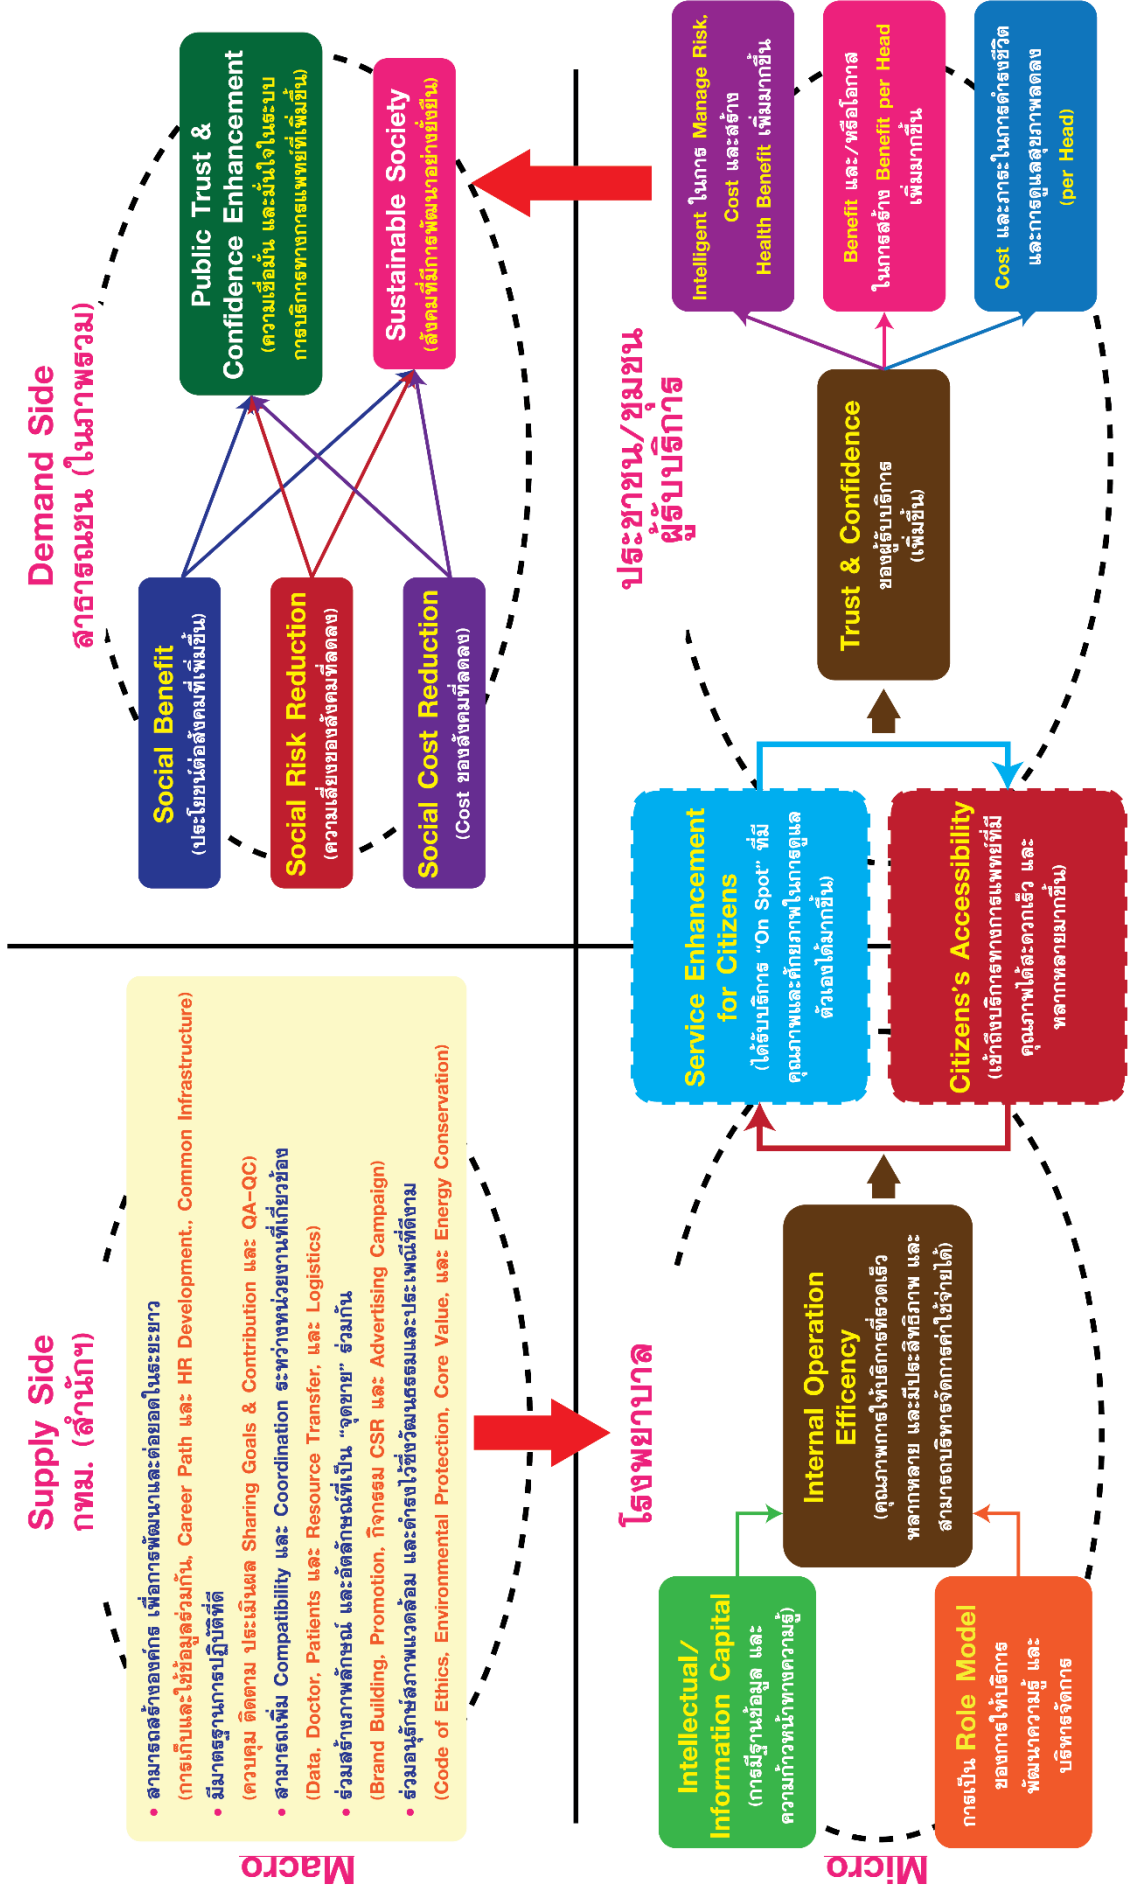 Supply Side
กทม. (สำนักฯ)
Demand Side
สาธารณชน (ในภาพรวม)
Macro
• สามารถสร้างองค์กร เพื่อการพัฒนาและต่อยอดในระยะยาว
(การเก็บและใช้ข้อมูลร่วมกัน, Career Path และ HR Development., Common Infrastructure)
• มีมาตรฐานการปฏิบัติที่ดี
(ควบคุม ติดตาม ประเมินผล Sharing Goals & Contribution และ QA-QC)
• สามารถเพิ่ม Compatibility และ Coordination ระหว่างหน่วยงานที่เกี่ยวข้อง
(Data, Doctor, Patients และ Resource Transfer, และ Logistics)
• ร่วมสร้างภาพลักษณ์ และอัตลักษณ์ที่เป็น “จุดขาย” ร่วมกัน
(Brand Building, Promotion, กิจกรรม CSR และ Advertising Campaign)
• ร่วมอนุรักษ์สภาพแวดล้อม และดำรงไว้ซึ่งวัฒนธรรมและประเพณีที่ดีงาม
(Code of Ethics, Environmental Protection, Core Value, และ Energy Conservation)
Social Benefit
(ประโยชน์ต่อสังคมที่เพิ่มขึ้น)
Social Risk Reduction
(ความเสี่ยงของสังคมที่ลดลง)
Social Cost Reduction
(Cost ของสังคมที่ลดลง)
Public Trust &
Confidence Enhancement
(ความเชื่อมั่น และมั่นใจในระบบ
การบริการทางการแพทย์ที่เพิ่มขึ้น)
Sustainable Society
(สังคมที่มีการพัฒนาอย่างยั่งยืน)
Micro
โรงพยาบาล
ประชาชน/ชุมชน
ผู้รับบริการ
Intellectual/
Information Capital
(การมีฐานข้อมูล และ
ความก้าวหน้าทางความรู้)
การเป็น Role Model
ของการให้บริการ
พัฒนาความรู้ และ
บริหารจัดการ
Internal Operation
Efficency
(คุณภาพการให้บริการที่รวดเร็ว
หลากหลาย และมีประสิทธิภาพ และ
สามารถบริหารจัดการค่าใช้จ่ายได้)
Service Enhancement
for Citizens
(ได้รับบริการ “On Spot” ที่มี
คุณภาพและศักยภาพในการดูแล
ตัวเองได้มากขึ้น)
Citizens's Accessibility
(เข้าถึงบริการทางการแพทย์ที่มี
คุณภาพได้สะดวกเร็ว และ
หลากหลายมากขึ้น)
Trust & Confidence
ของผู้รับบริการ
(เพิ่มขึ้น)
Intelligent ในการ Manage Risk,
Cost และสร้าง
Health Benefit เพิ่มมากขึ้น
Benefit และ/หรือโอกาส
ในการสร้าง Benefit per Head
เพิ่มมากขึ้น
Cost และภาระในการดำรงชีวิต
และการดูแลสุขภาพลดลง
(per Head)